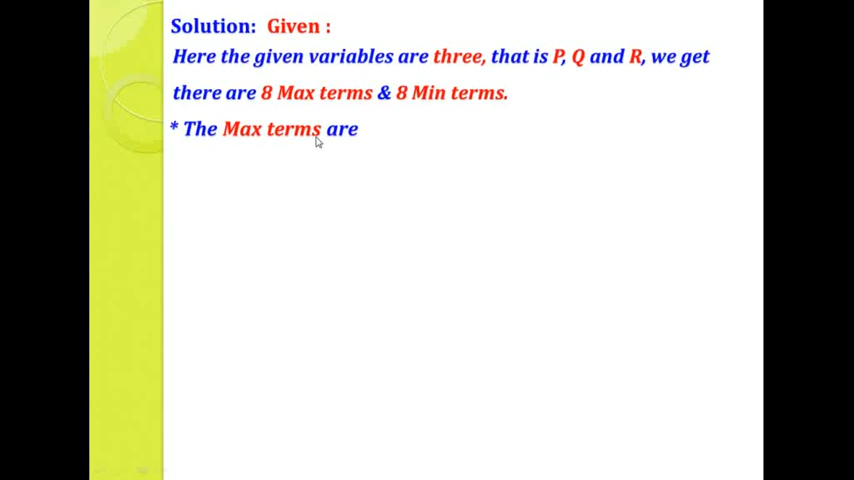 Solution: Given :
Here the given variables are three, that is P, Q and R, we get
there are 8 Max terms & 8 Min terms.
* The Max terms are